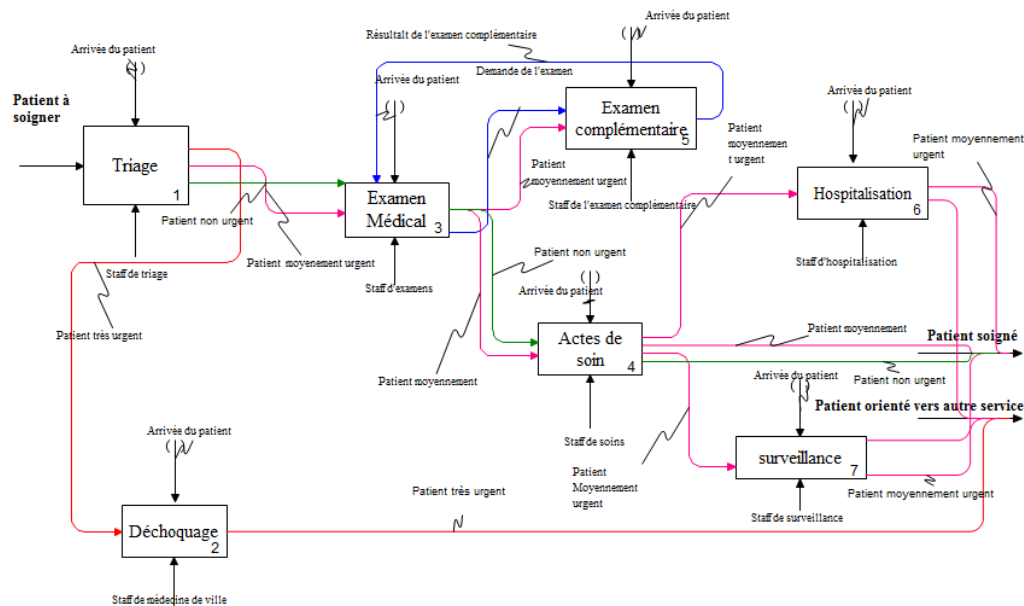 Arrivée du patient
Résultalt de l'examen complémentaire
Arrivée du patient
Demande de l'examen
Arrivée du patient
Arrivée du patient
Patient à
soigner
Examen
complémentaire
5
Patient
moyennemen
t urgent
Patient moyennement
urgent
Triage
1
Patient
moyennement urgent
Examen
Médical
3
Hospitalisation
6
Staff de l'examen complémentaire
Patient non urgent
Patient moyenement urgent
Staff de triage
Staff d'examens
Patient non urgent
Arrivée du patient
Staff d'hospitalisation
Patient très urgent
Actes de
soin
4
Patient moyennement
Patient soigné
Patient moyennement
Patient non urgent
Arrivée du patient
Patient orienté vers autre service
Arrivée du patient
Staff de soins
surveillance
7
Patient
Moyennement
urgent
Patient moyennement urgent
Patient très urgent
Staff de surveillance
Déchoquage
2
Staff de médecine de ville